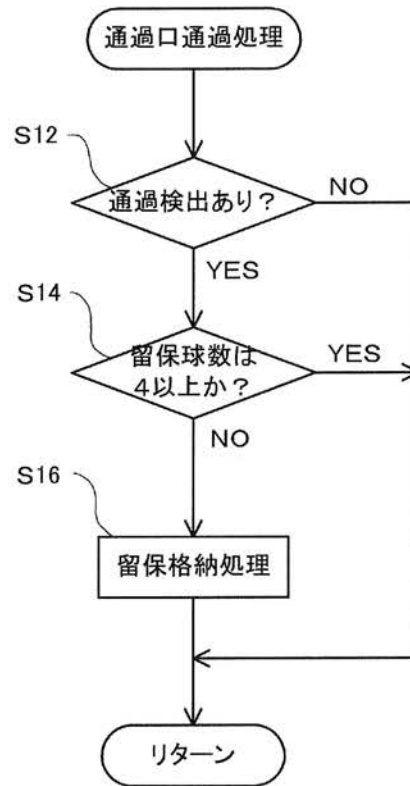 通過口通過処理
S12
通過検出あり？
NO
YES
S14
留保球数は
４以上か？
YES
NO
S16
留保格納処理
リターン